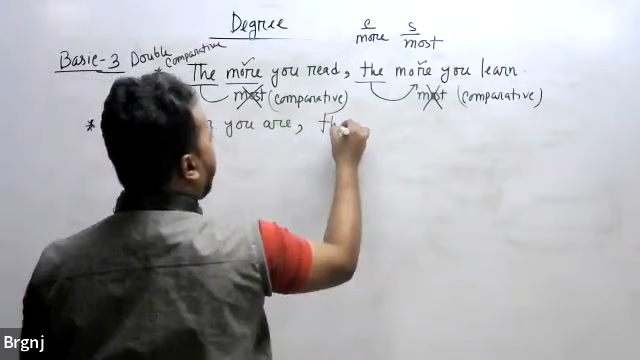 Degree
e/more s/most
Basic-3 Double comparative
* The more you read, the more you learn.
most (comparative) most (comparative)
* you are, th
Brgnj